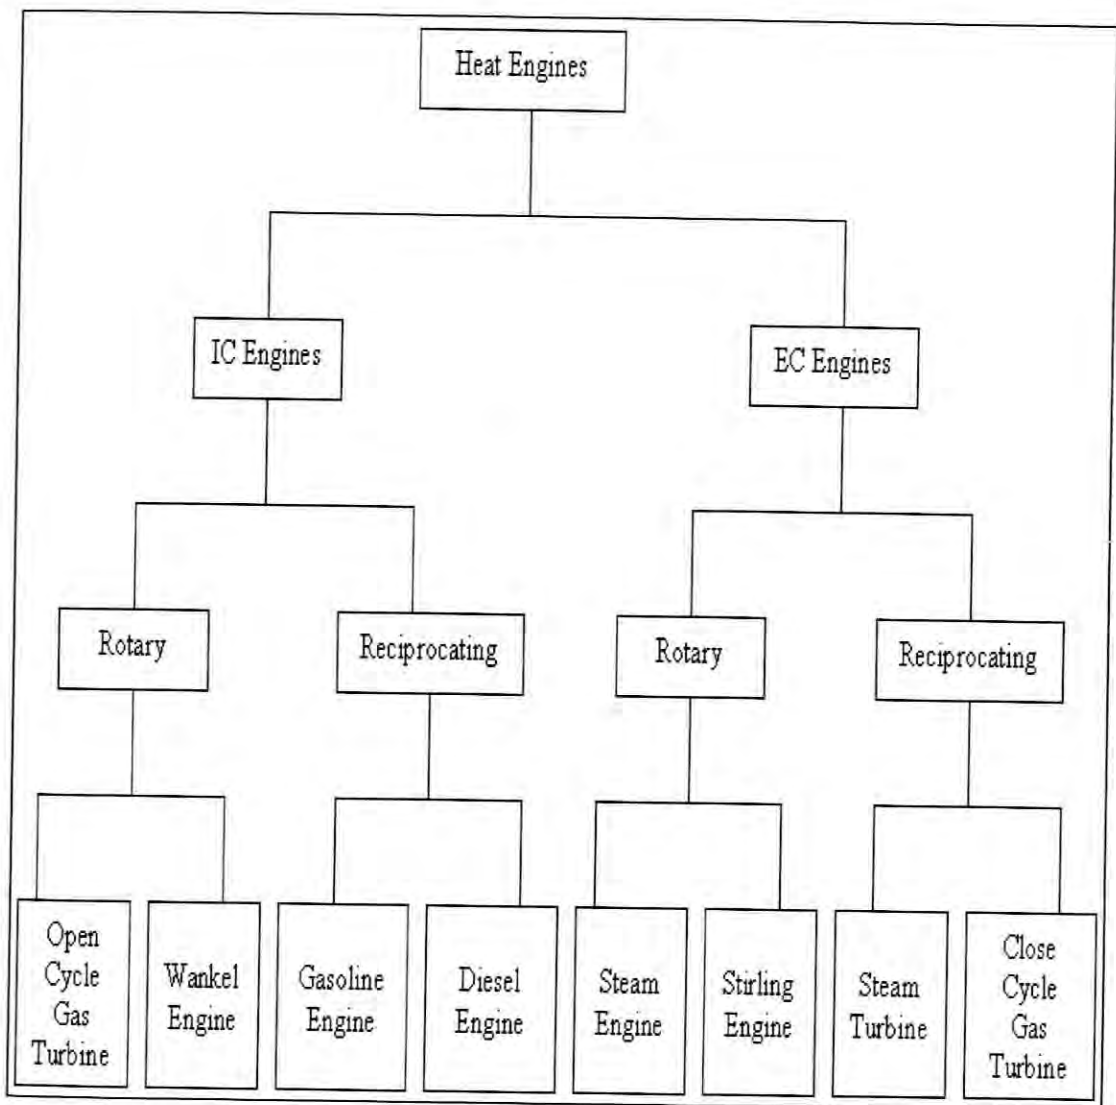 Heat Engines
IC Engines
EC Engines
Rotary
Reciprocating
Rotary
Reciprocating
Open
Cycle
Gas
Turbine
Wankel
Engine
Gasoline
Engine
Diesel
Engine
Steam
Engine
Stirling
Engine
Steam
Turbine
Close
Cycle
Gas
Turbine